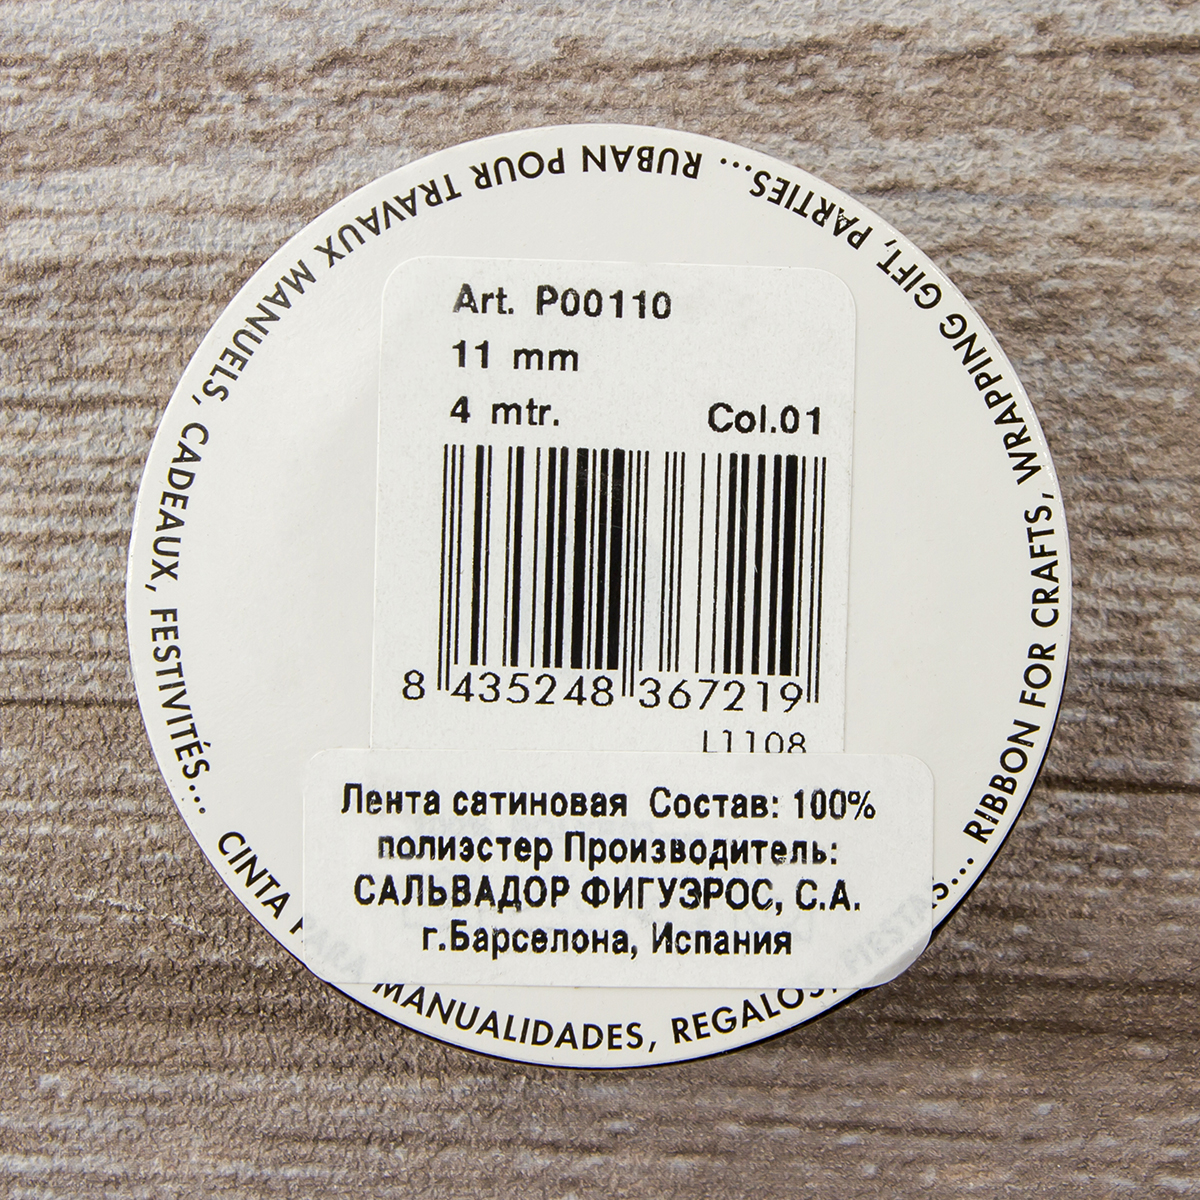 Art. P00110
11 mm
4 mtr. Col.01
8 435248 367219
L1108
Лента сатиновая Состав: 100%
полиэстер Производитель:
САЛЬВАДОР ФИГУЭРОС, С.А.
г.Барселона, Испания
RUBAN POUR TRAVAUX MANUELS, CADEAUX, FESTIVITÉS...
CINTA PARA MANUALIDADES, REGALOS, FIESTAS...
RIBBON FOR CRAFTS, WRAPPING GIFT, PARTIES...